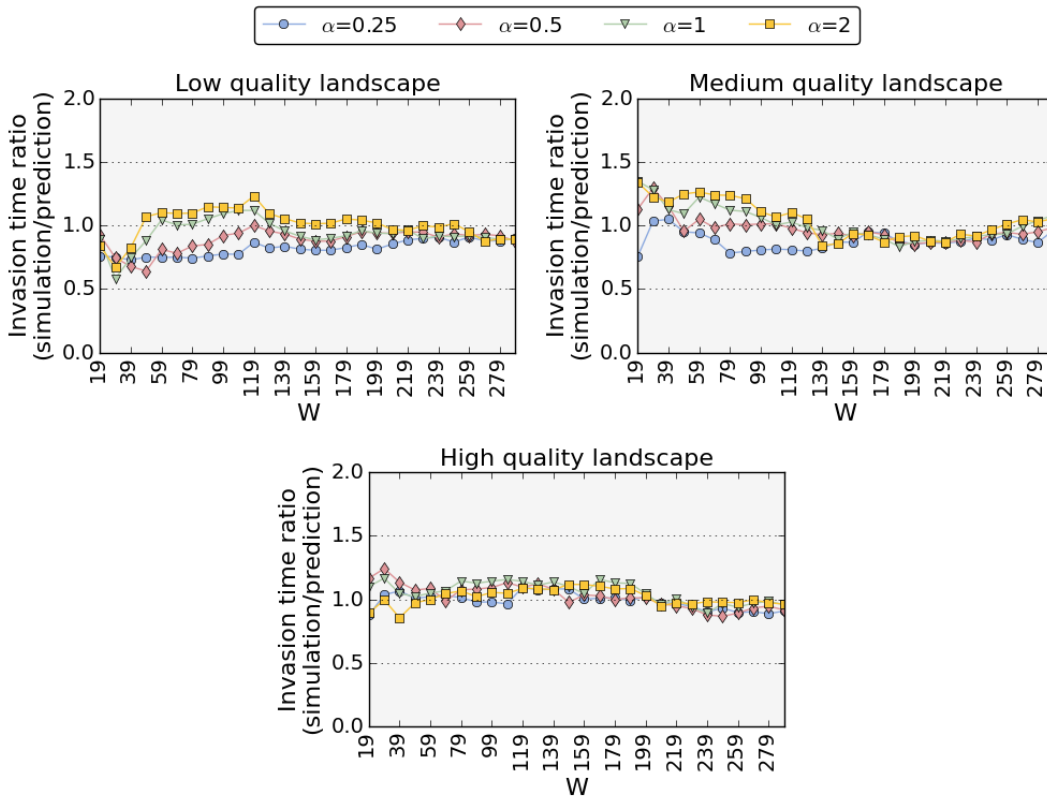 α=0.25 α=0.5 α=1 α=2
Low quality landscape
Invasion time ratio
(simulation/prediction)
2.0
1.5
1.0
0.5
0.0
19 39 59 79 99 119 139 159 179 199 219 239 259 279
W
Medium quality landscape
Invasion time ratio
(simulation/prediction)
2.0
1.5
1.0
0.5
0.0
19 39 59 79 99 119 139 159 179 199 219 239 259 279
W
High quality landscape
Invasion time ratio
(simulation/prediction)
2.0
1.5
1.0
0.5
0.0
19 39 59 79 99 119 139 159 179 199 219 239 259 279
W